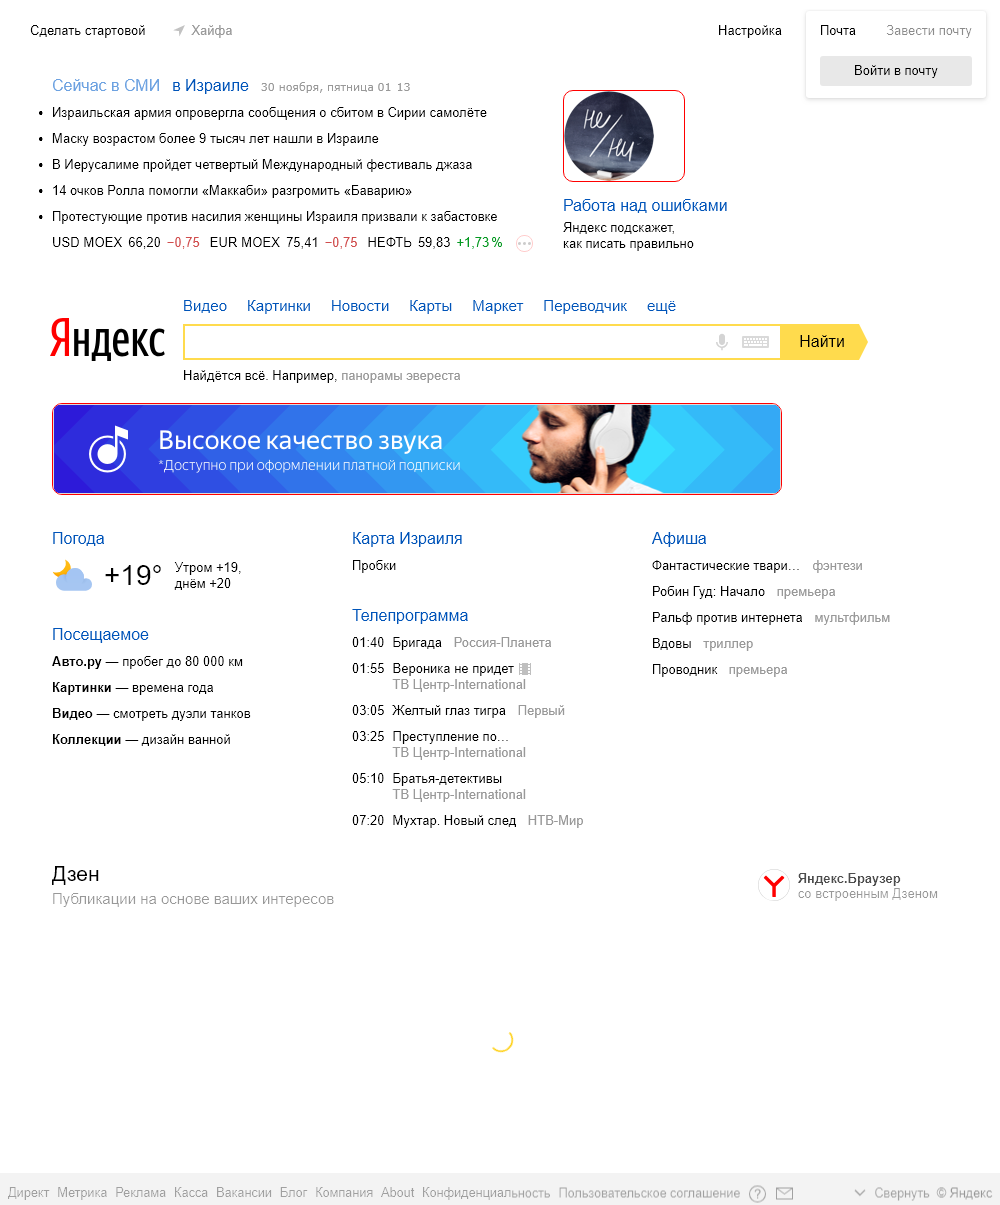 Сделать стартовой Хайфа Настройка Почта Завести почту
Войти в почту
Сейчас в СМИ в Израиле 30 ноября, пятница 01 13
• Израильская армия опровергла сообщения о сбитом в Сирии самолёте
• Маску возрастом более 9 тысяч лет нашли в Израиле
• В Иерусалиме пройдет четвертый Международный фестиваль джаза
• 14 очков Ролла помогли «Маккаби» разгромить «Баварию»
• Протестующие против насилия женщины Израиля призвали к забастовке
USD MOEX 66,20 −0,75 EUR MOEX 75,41 −0,75 НЕФТЬ 59,83 +1,73 %
не/ни
Работа над ошибками
Яндекс подскажет,
как писать правильно
Видео Картинки Новости Карты Маркет Переводчик ещё
Яндекс Найти
Найдётся всё. Например, панорамы эвереста
Высокое качество звука
*Доступно при оформлении платной подписки
Погода
+19° Утром +19,
днём +20
Посещаемое
Авто.ру — пробег до 80 000 км
Картинки — времена года
Видео — смотреть дуэли танков
Коллекции — дизайн ванной
Карта Израиля
Пробки
Телепрограмма
01:40 Бригада Россия-Планета
01:55 Вероника не придет
ТВ Центр-International
03:05 Желтый глаз тигра Первый
03:25 Преступление по...
ТВ Центр-International
05:10 Братья-детективы
ТВ Центр-International
07:20 Мухтар. Новый след НТВ-Мир
Афиша
Фантастические твари... фэнтези
Робин Гуд: Начало премьера
Ральф против интернета мультфильм
Вдовы триллер
Проводник премьера
Дзен
Публикации на основе ваших интересов
Яндекс.Браузер
со встроенным Дзеном
Директ Метрика Реклама Касса Вакансии Блог Компания About Конфиденциальность Пользовательское соглашение ? Свернуть © Яндекс